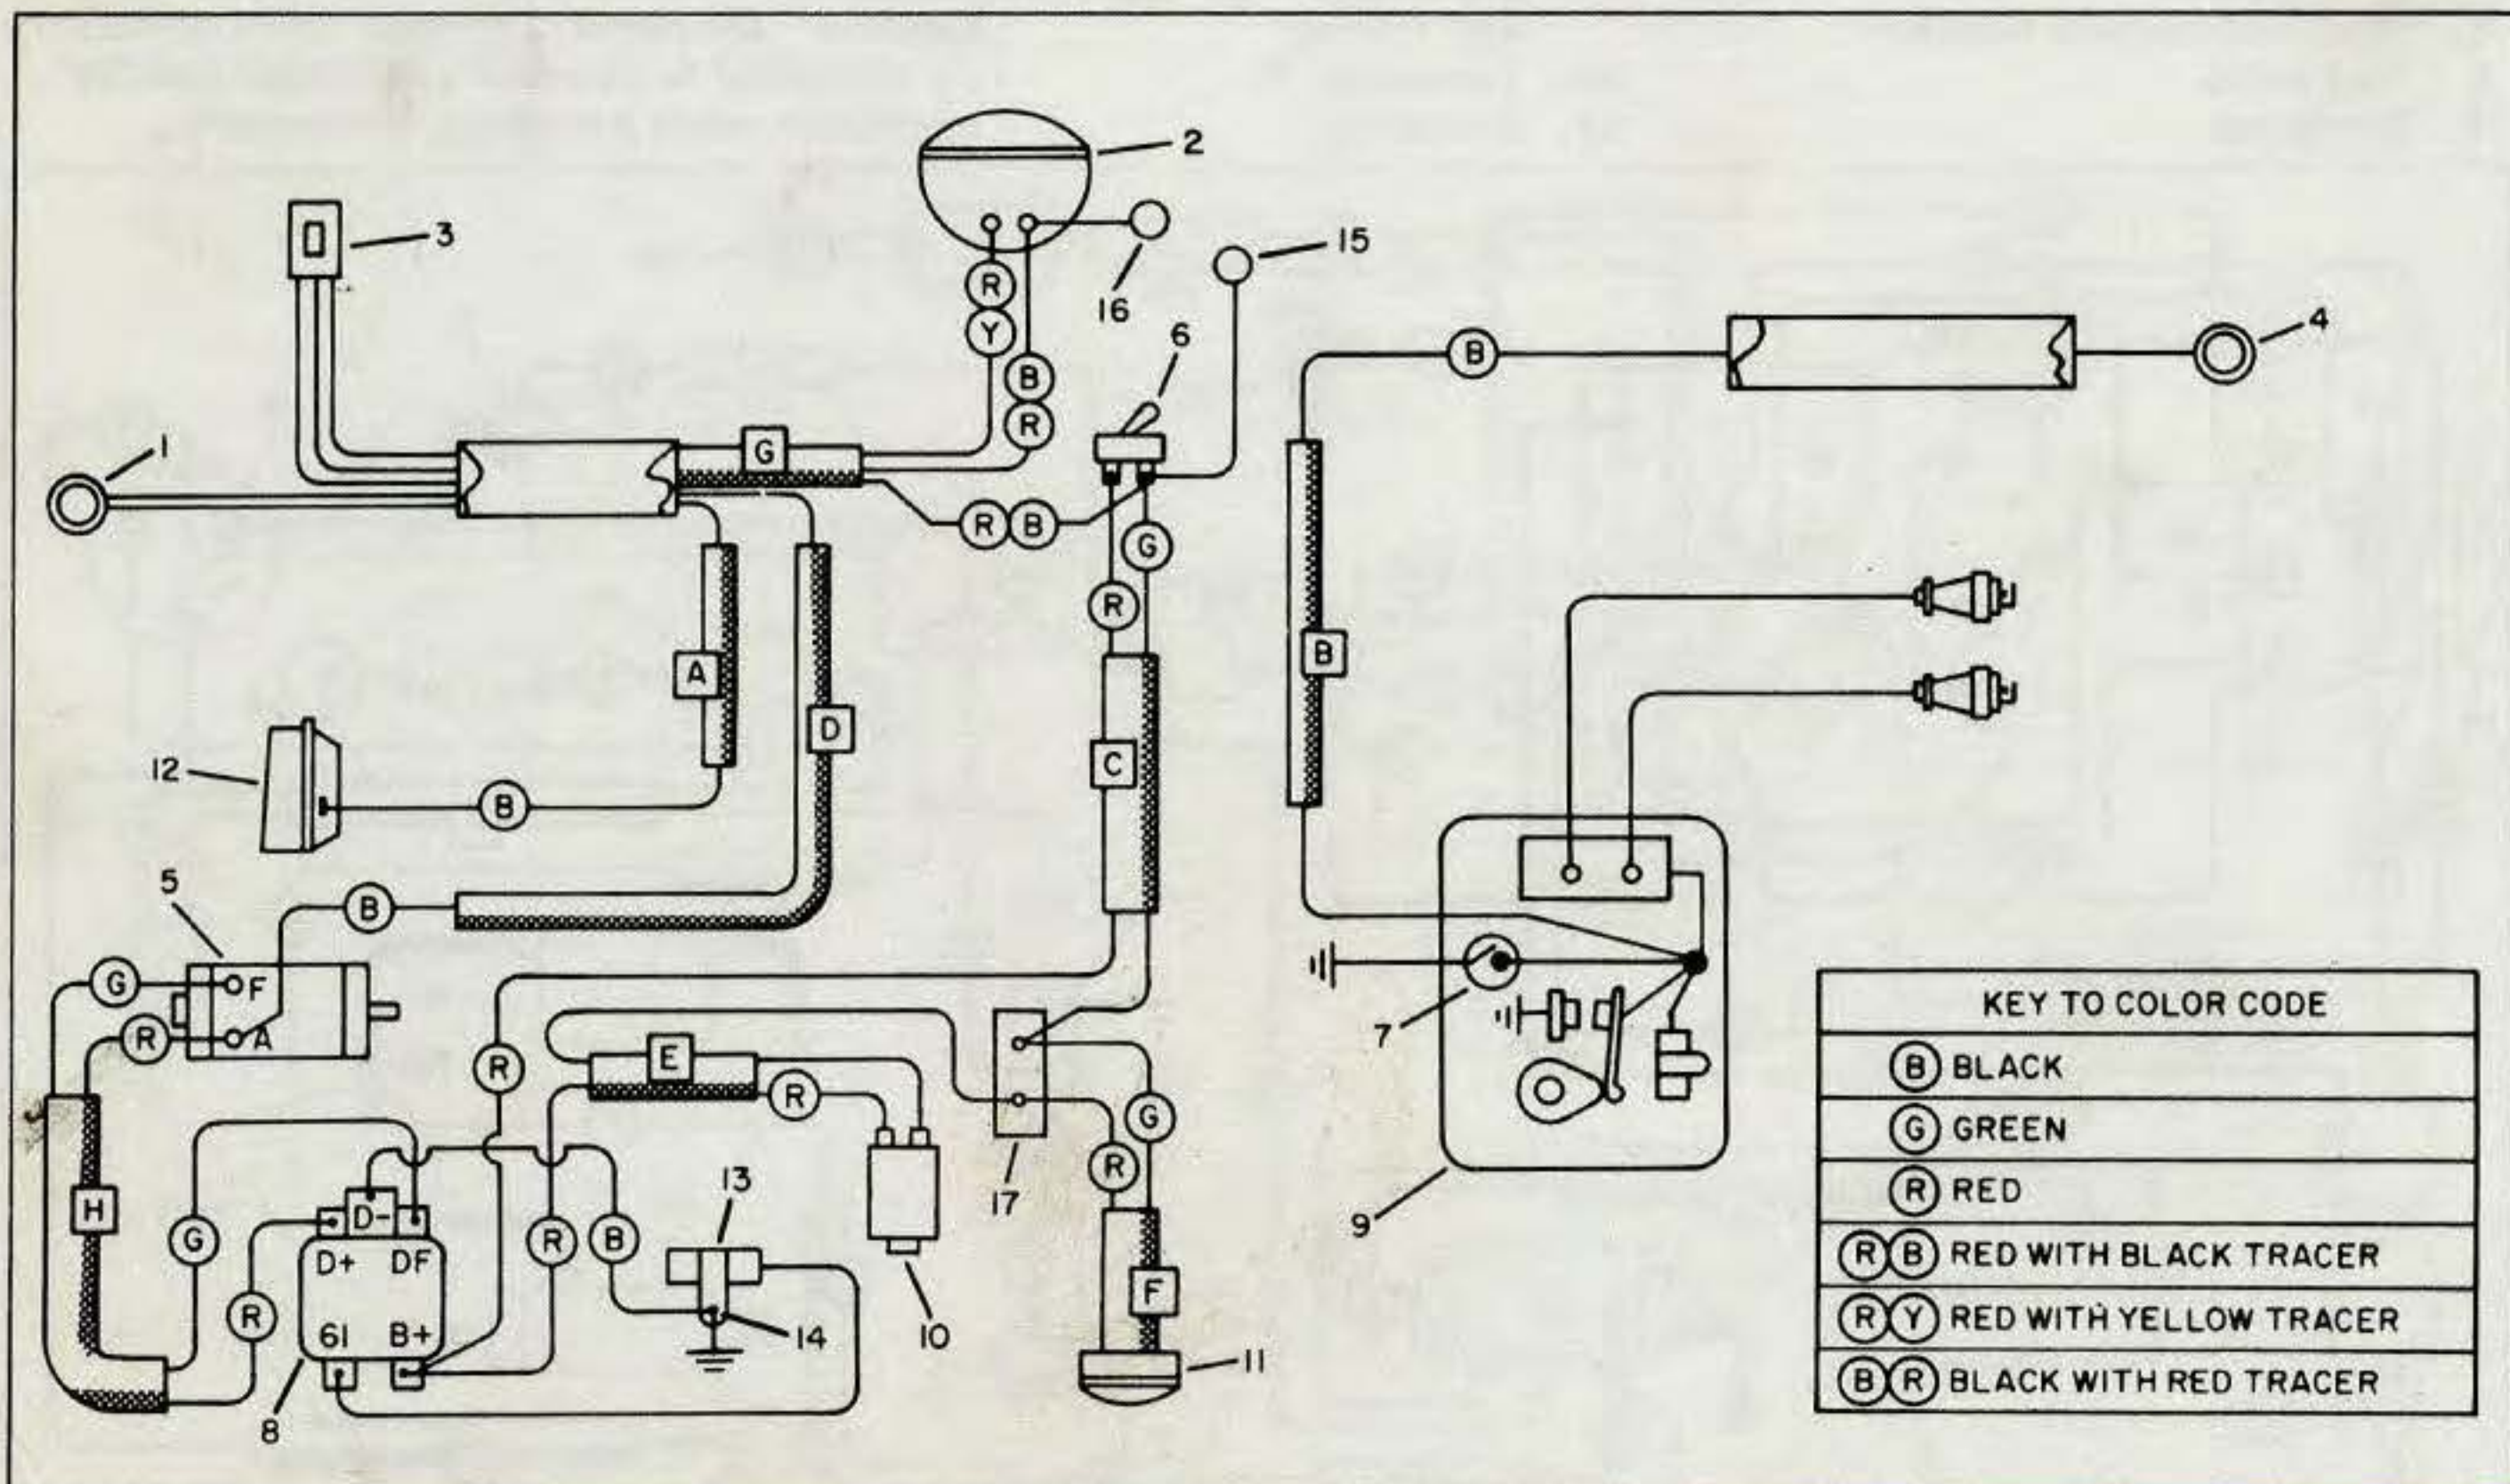 2
3
15
16
6
4
1
R
Y
B
R
B
G
R B
G
R
A
D
C
B
12
B
5
B
G
F
R
A
7
E
R
R
G
R
17
H
G
D-
D+ DF
R
B
13
R
61 B+
14
10
F
11
8
9
KEY TO COLOR CODE
B BLACK
G GREEN
R RED
R B RED WITH BLACK TRACER
R Y RED WITH YELLOW TRACER
B R BLACK WITH RED TRACER